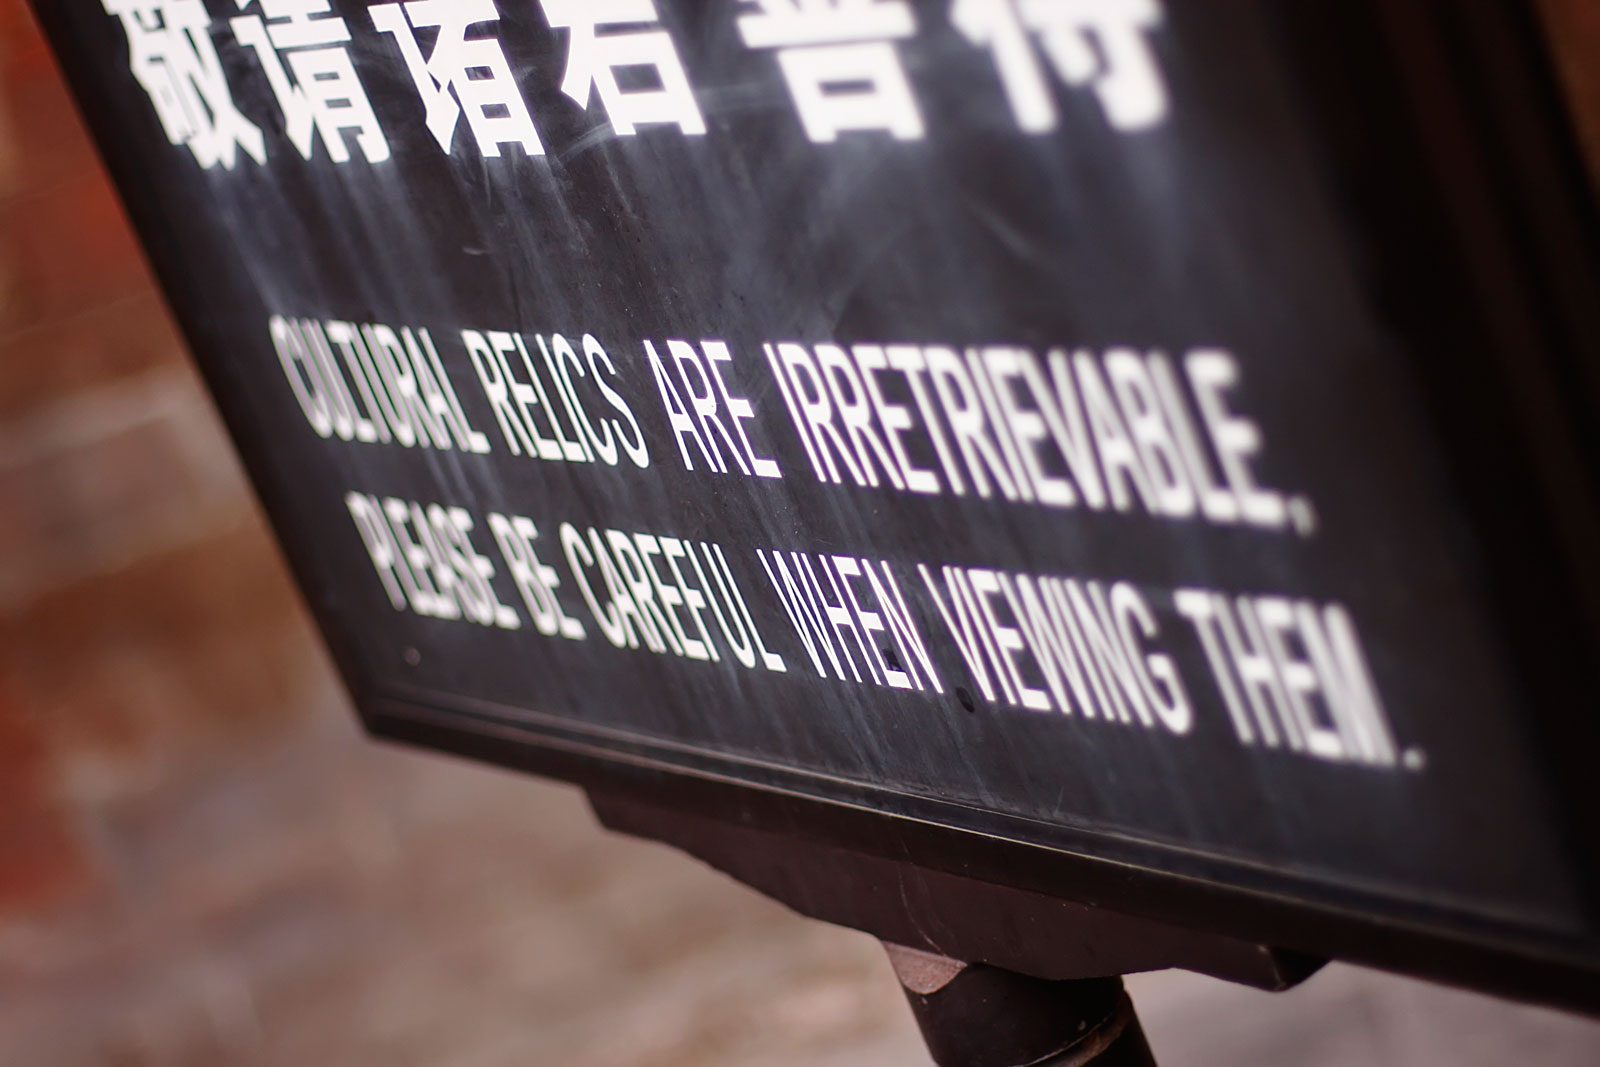 敬请诸君善待
CULTURAL RELICS ARE IRRETRIEVABLE,
PLEASE BE CAREFUL WHEN VIEWING THEM.